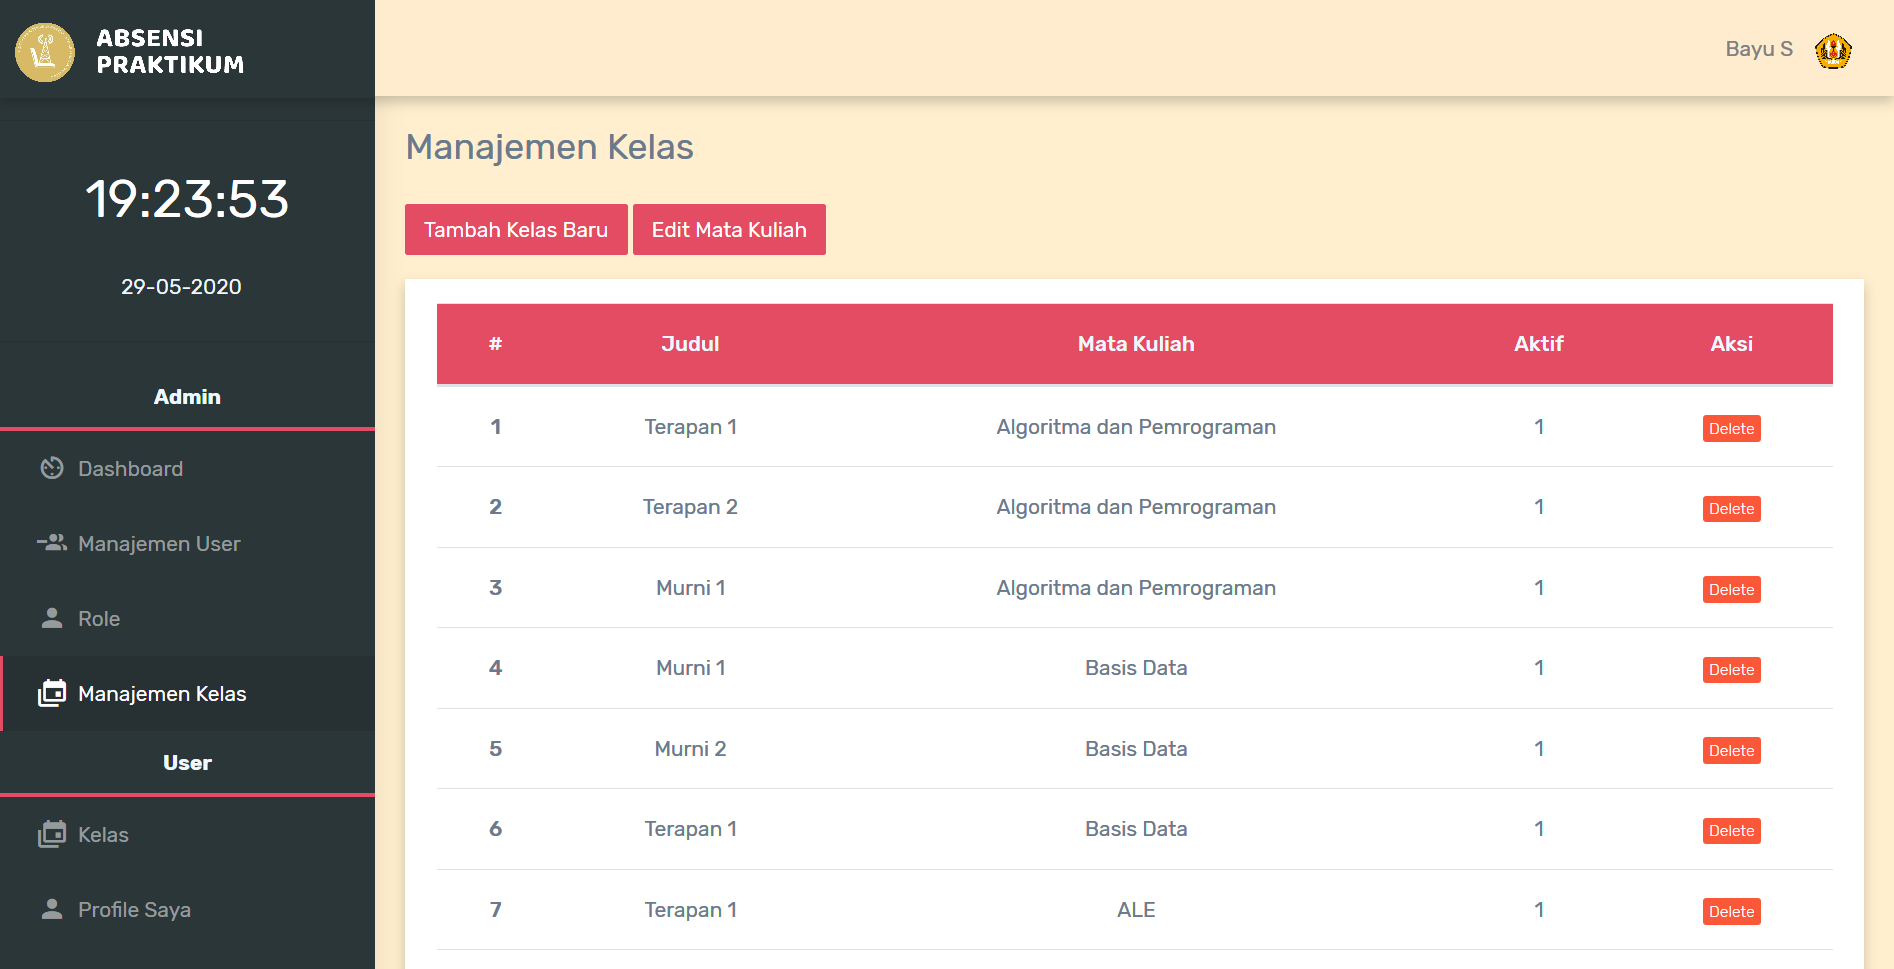 ABSENSI
PRAKTIKUM
Bayu S
19:23:53
29-05-2020
Admin
Dashboard
Manajemen User
Role
Manajemen Kelas
User
Kelas
Profile Saya
Manajemen Kelas
Tambah Kelas Baru Edit Mata Kuliah
# Judul Mata Kuliah Aktif Aksi
1 Terapan 1 Algoritma dan Pemrograman 1 Delete
2 Terapan 2 Algoritma dan Pemrograman 1 Delete
3 Murni 1 Algoritma dan Pemrograman 1 Delete
4 Murni 1 Basis Data 1 Delete
5 Murni 2 Basis Data 1 Delete
6 Terapan 1 Basis Data 1 Delete
7 Terapan 1 ALE 1 Delete